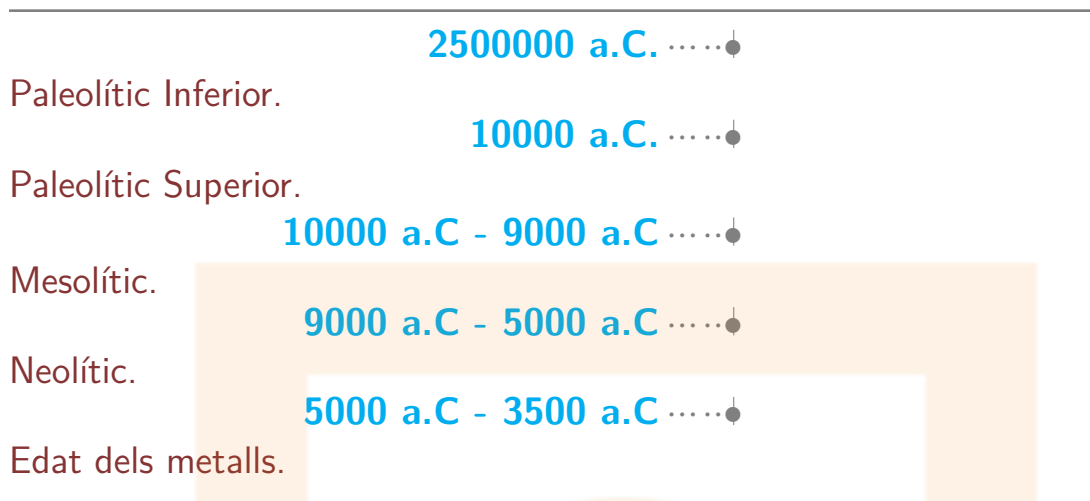 2500000 a.C.
Paleolític Inferior.
10000 a.C.
Paleolític Superior.
10000 a.C - 9000 a.C
Mesolític.
9000 a.C - 5000 a.C
Neolític.
5000 a.C - 3500 a.C
Edat dels metalls.